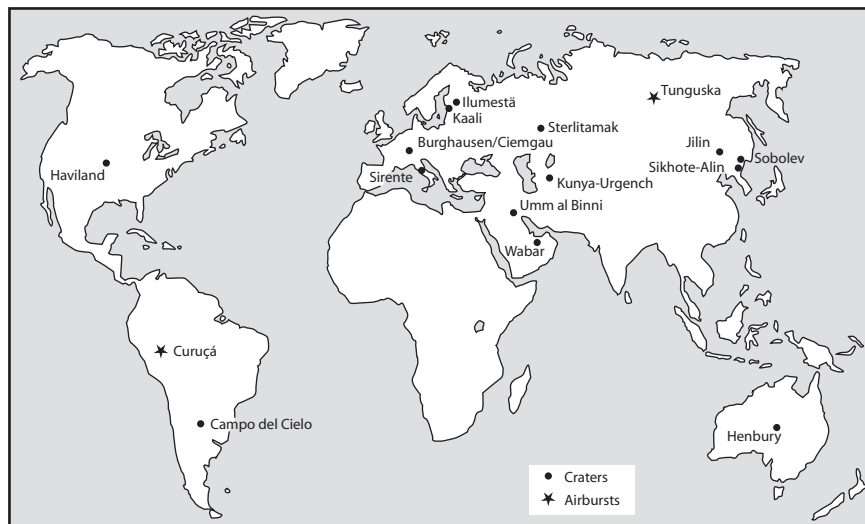 Tunguska
Ilumestä
Kaali
Sterlitamak
Burghausen/Ciemgau
Jilin
Sobolev
Haviland
Sirente
Sikhote-Alin
Kunya-Urgench
Umm al Binni
Wabar
Curuçá
Campo del Cielo
Henbury
Craters
Airbursts